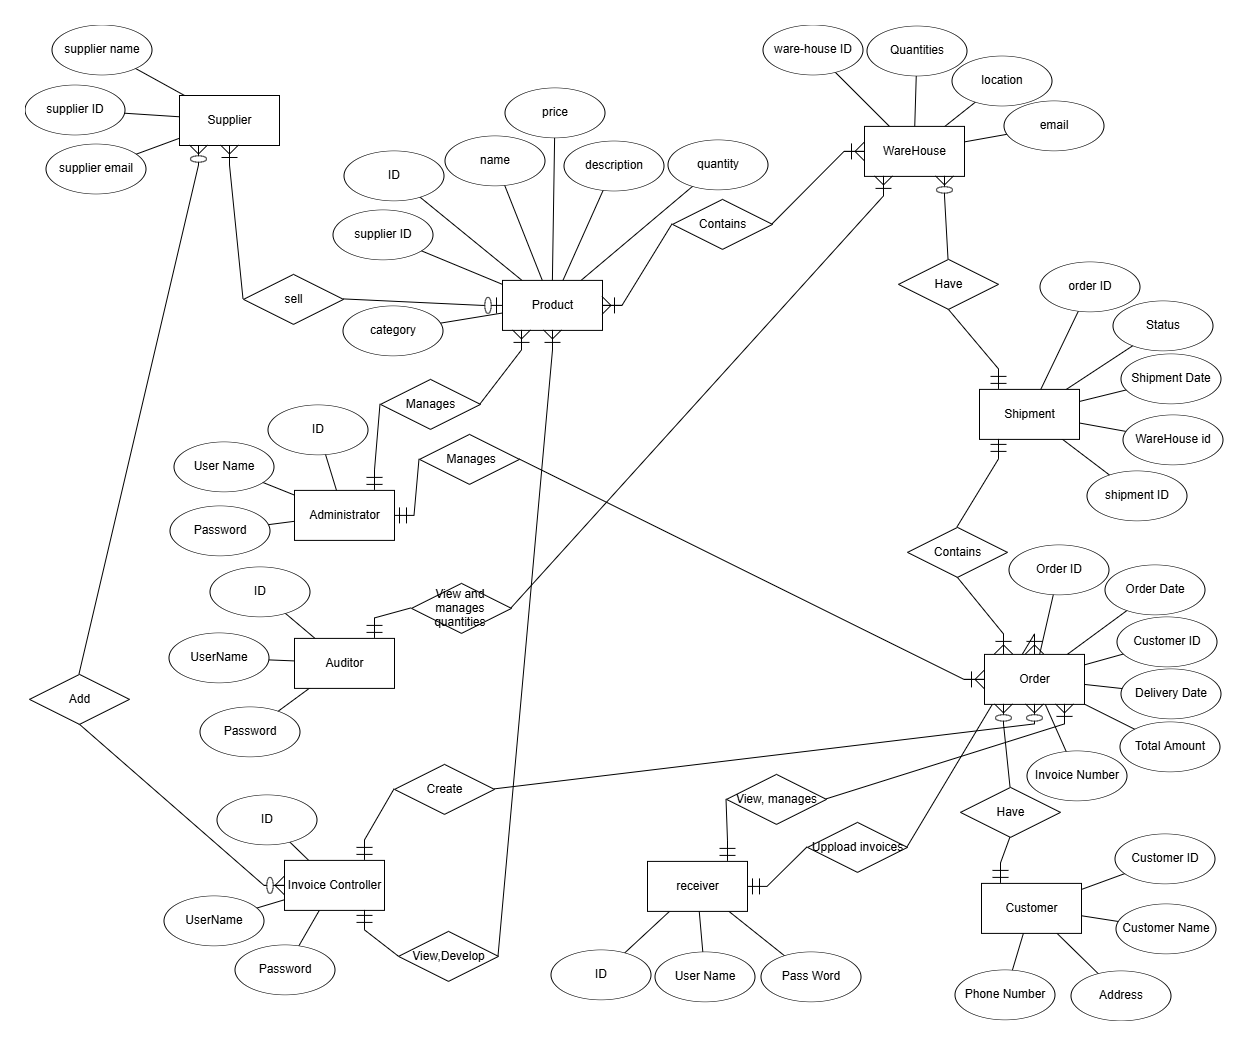 supplier name
supplier ID
supplier email
Supplier
ware-house ID
Quantities
location
email
WareHouse
price
name
description
quantity
ID
supplier ID
category
Product
Contains
sell
Have
order ID
Status
Shipment Date
WareHouse id
shipment ID
Shipment
Manages
Manages
ID
User Name
Password
Administrator
Contains
View and
manages
quantities
ID
UserName
Password
Auditor
Order ID
Order Date
Customer ID
Delivery Date
Total Amount
Invoice Number
Order
Add
Create
View, manages
Uppload invoices
Have
ID
UserName
Password
Invoice Controller
View,Develop
receiver
ID
User Name
Pass Word
Customer
Customer ID
Customer Name
Phone Number
Address